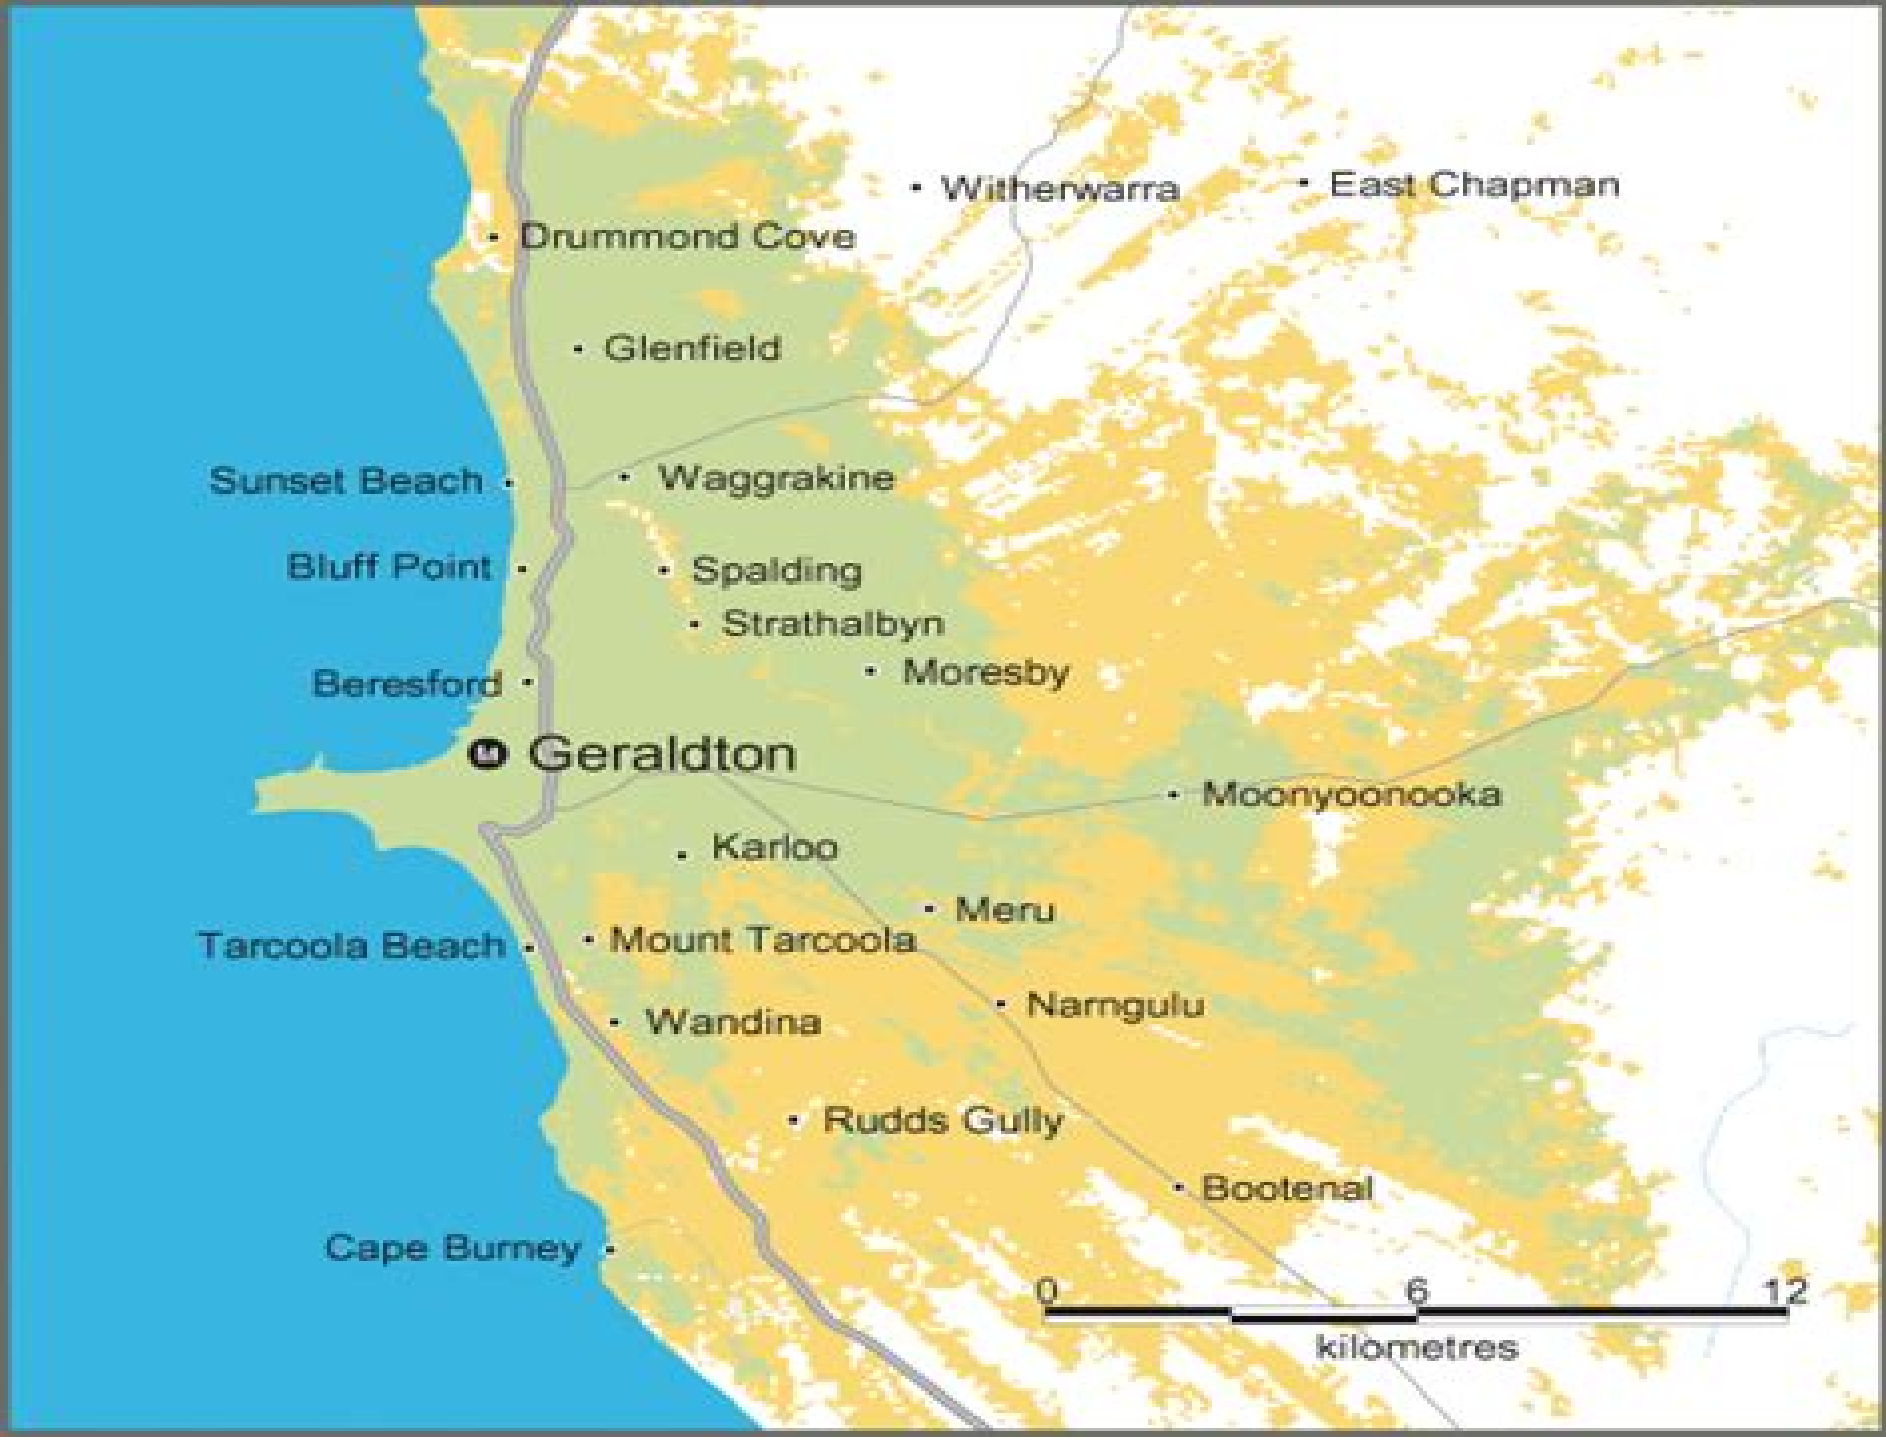 Witherwarra
East Chapman
Drummond Cove
Glenfield
Sunset Beach
Waggrakine
Bluff Point
Spalding
Strathalbyn
Moresby
Beresford
M
Geraldton
Moonyoonooka
Karloo
Meru
Mount Tarcoola
Tarcoola Beach
Narngulu
Wandina
Rudds Gully
Bootenal
Cape Burney
0 6 12
kilometres